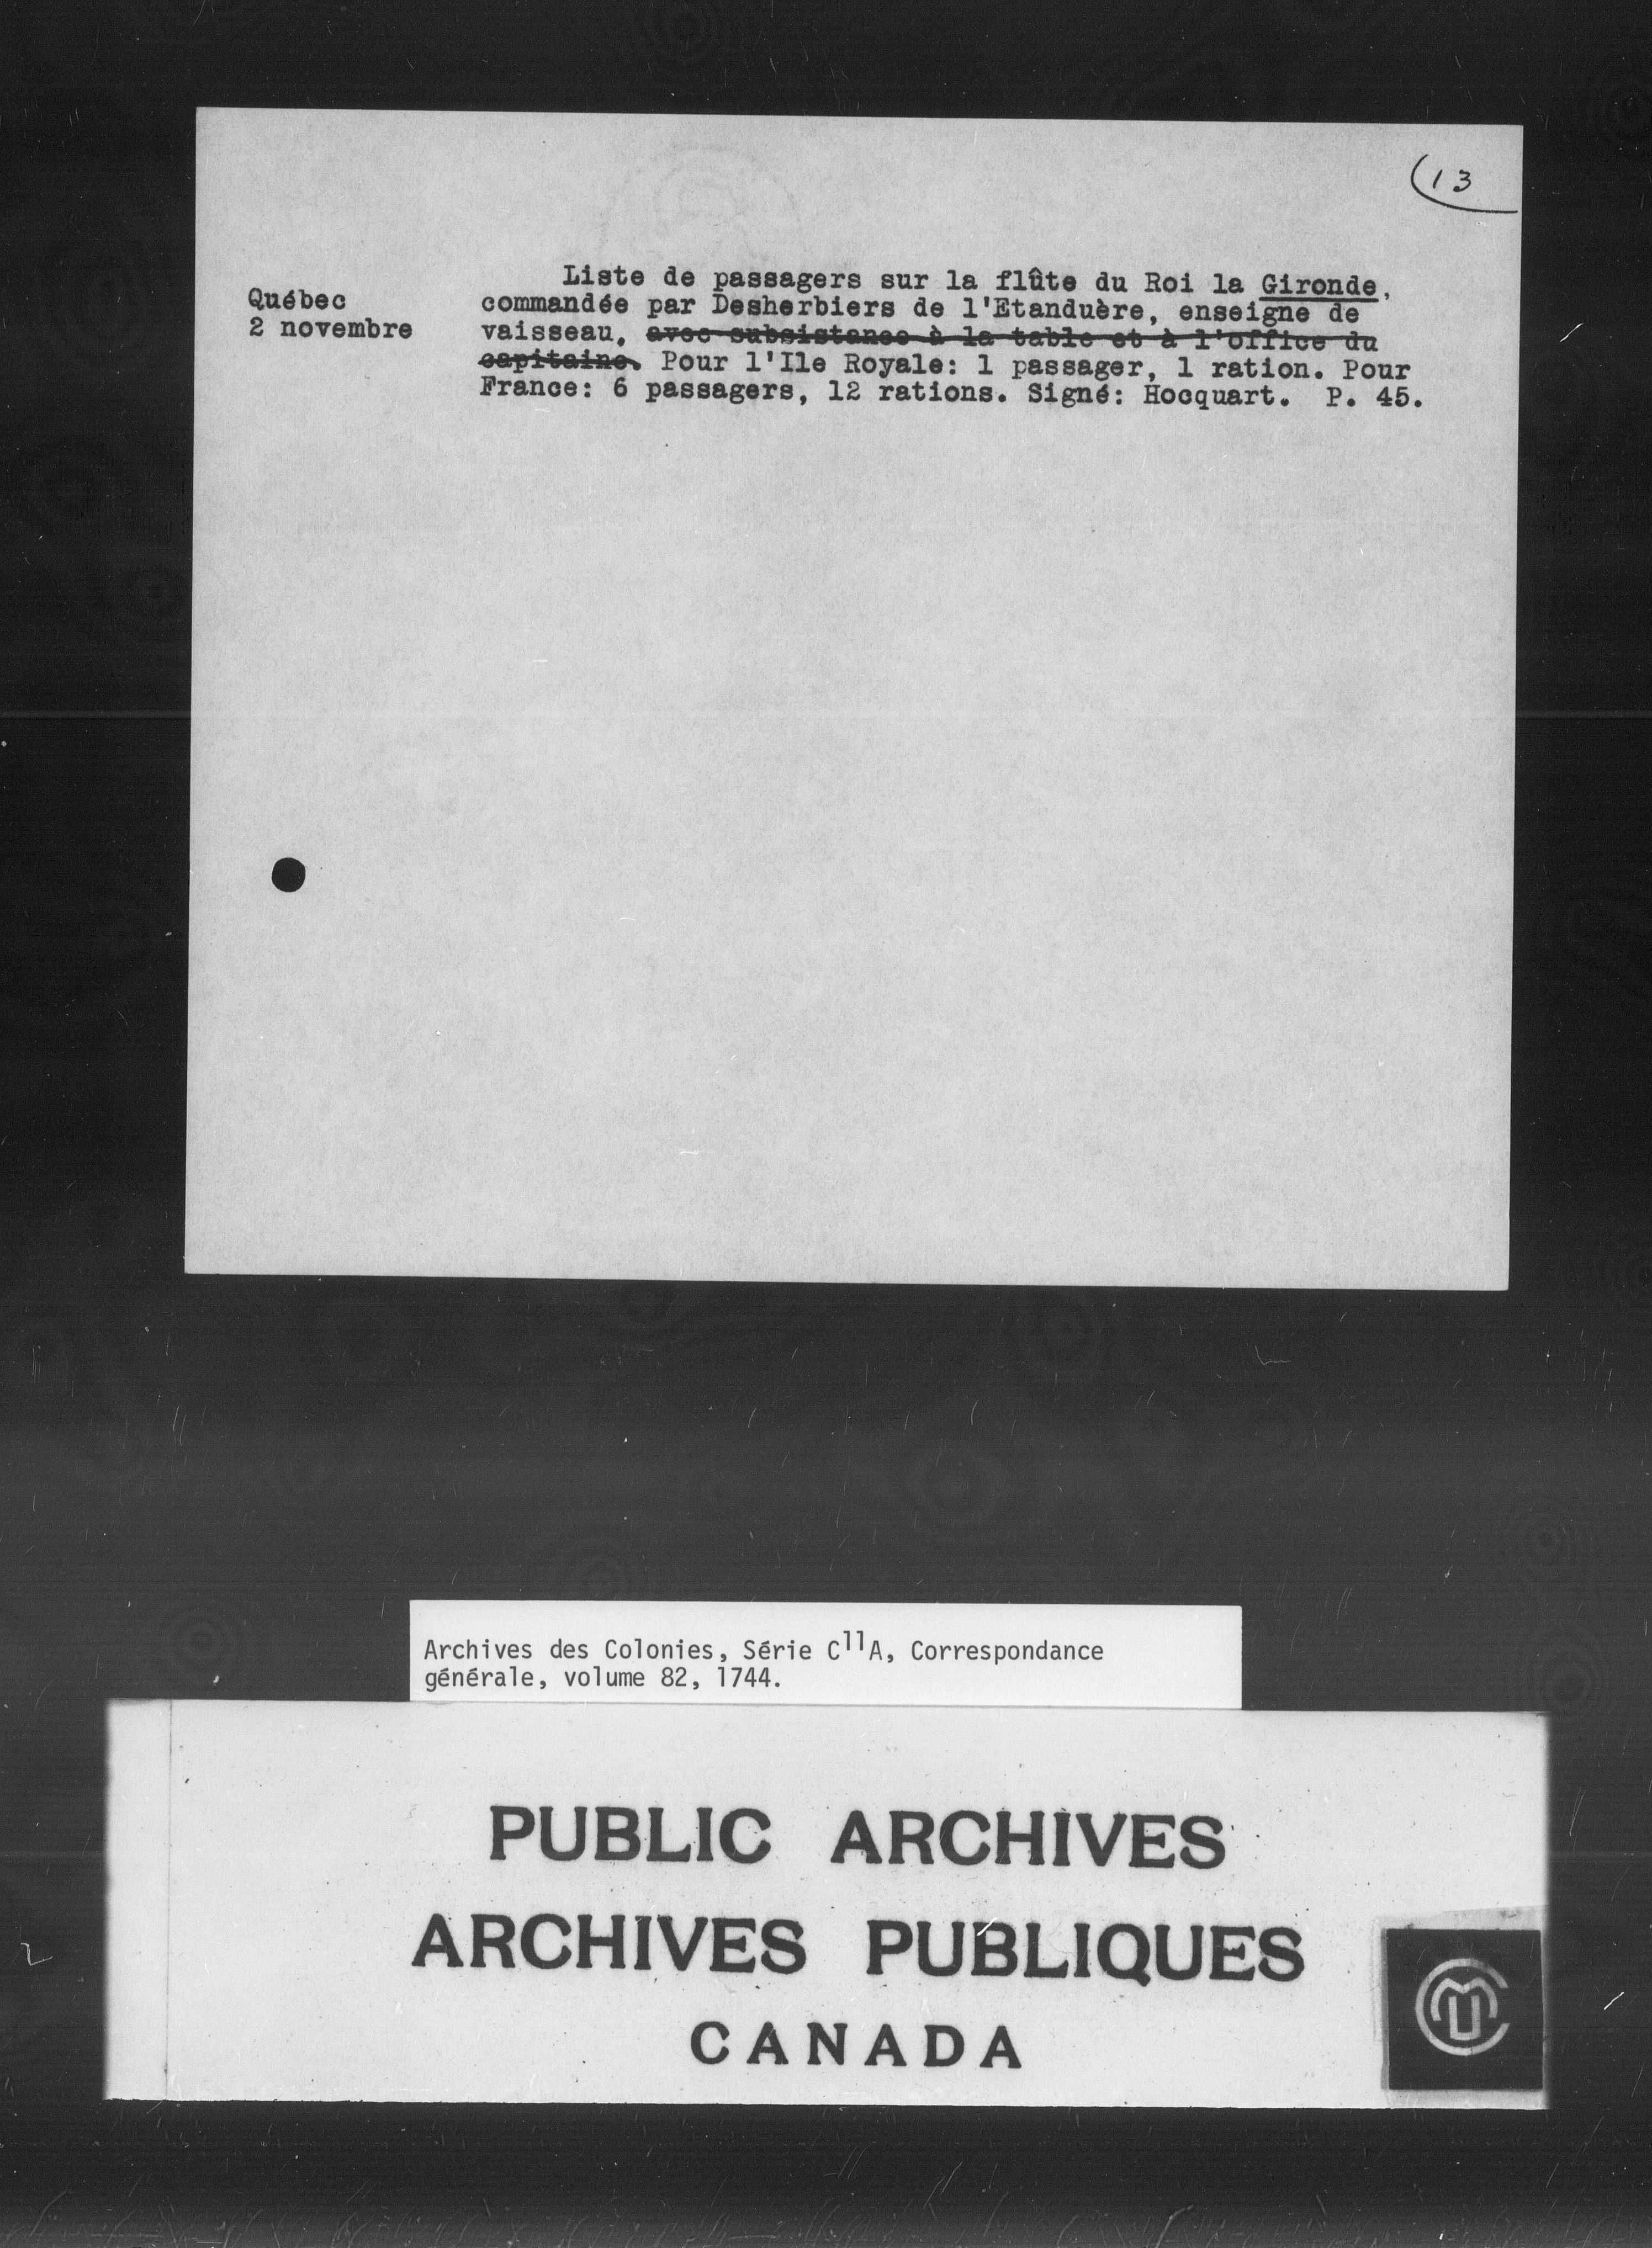 13
Liste de passagers sur la flûte du Roi la Gironde,
Québec
commandée par Desherbiers de l'Etanduère, enseigne de
2 novembre
vaisseau, avec subsistance à la table et à l'office du
capitaine. Pour l'Ile Royale: 1 passager, 1 ration. Pour
France: 6 passagers, 12 rations. Signé: Hocquart. P. 45.
Archives des Colonies, Série C11A, Correspondance
générale, volume 82, 1744.
PUBLIC ARCHIVES
ARCHIVES PUBLIQUES
CANADA